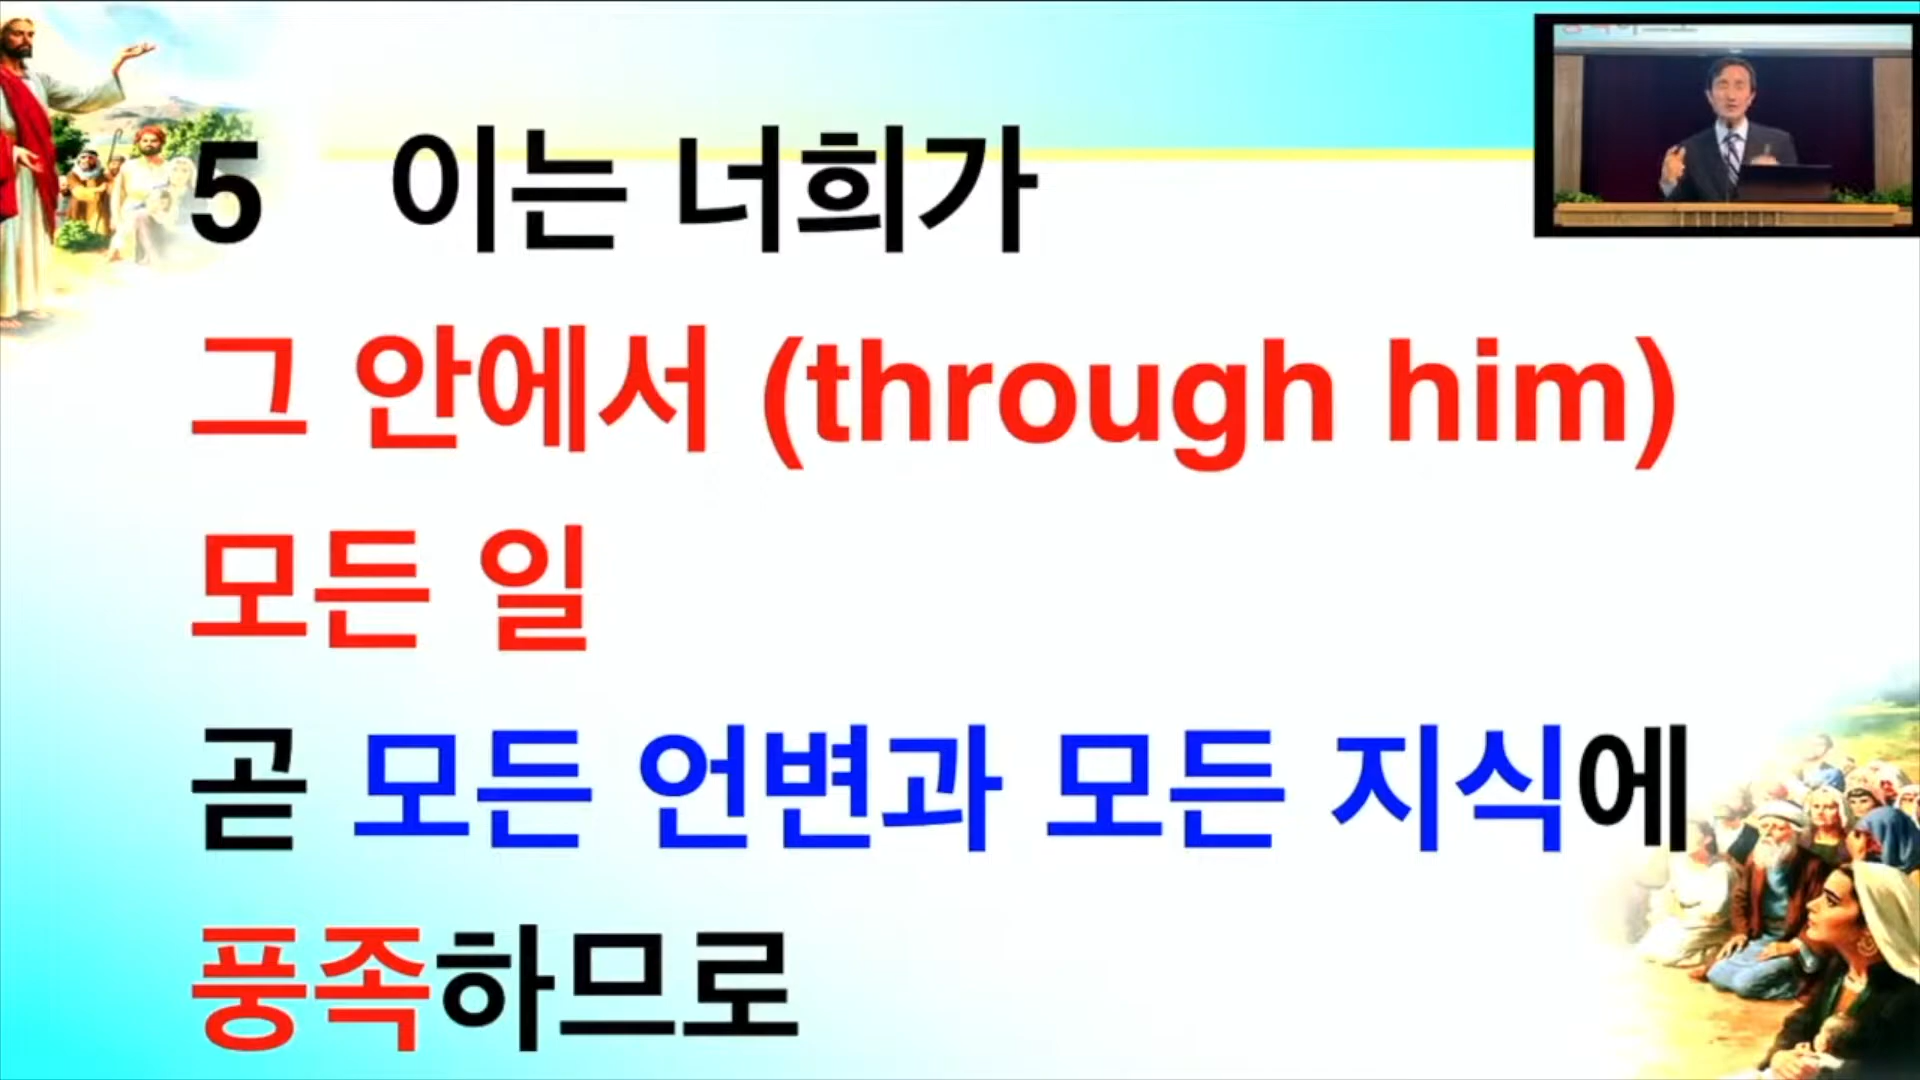 5 이는 너희가
그 안에서 (through him)
모든 일
곧 모든 언변과 모든 지식에
풍족하므로